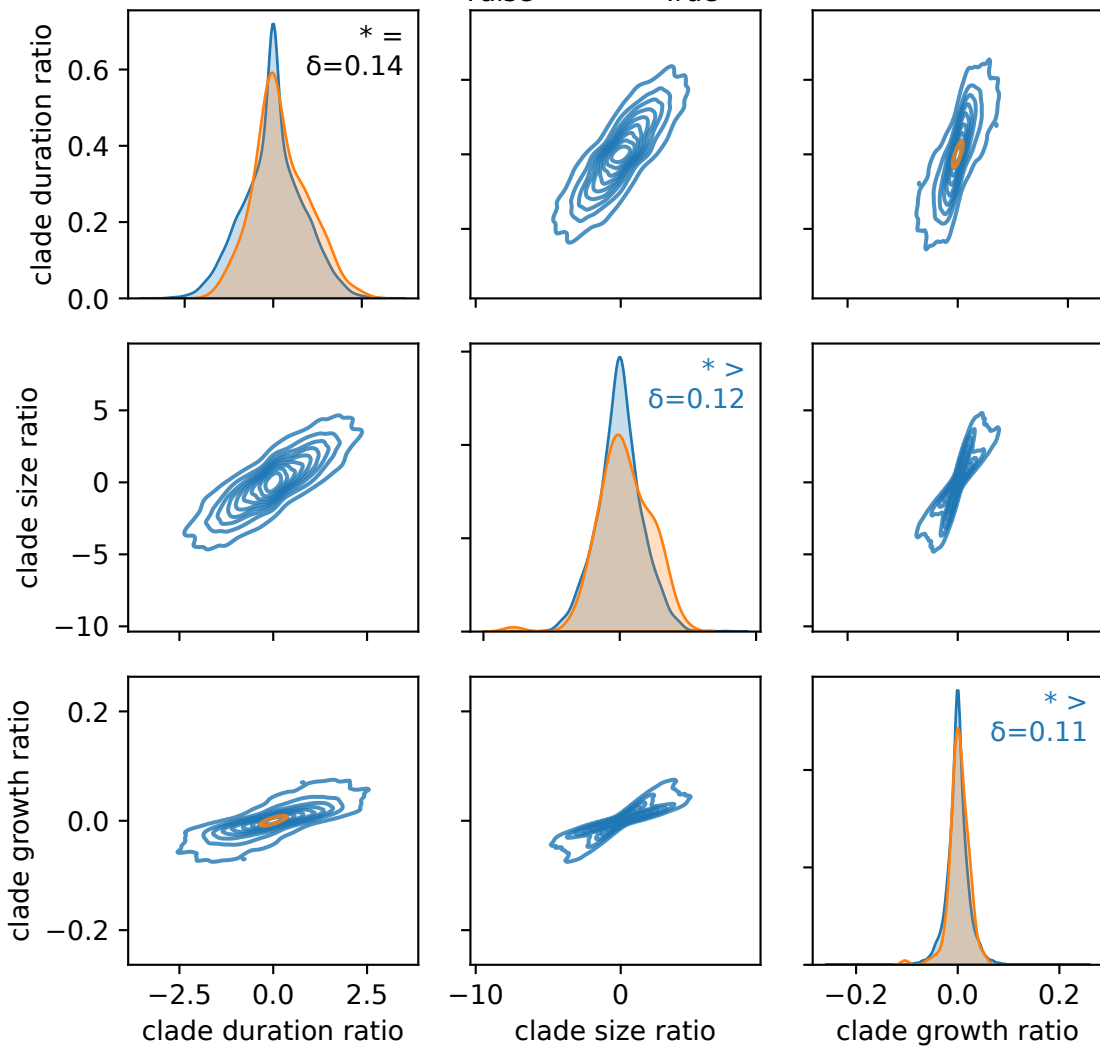 clade duration ratio
0.6
0.4
0.2
0.0
* =
δ=0.14
clade size ratio
5
0
−5
−10
* >
δ=0.12
clade growth ratio
0.2
0.0
−0.2
* >
δ=0.11
−2.5 0.0 2.5
−10 0
−0.2 0.0 0.2
clade duration ratio
clade size ratio
clade growth ratio